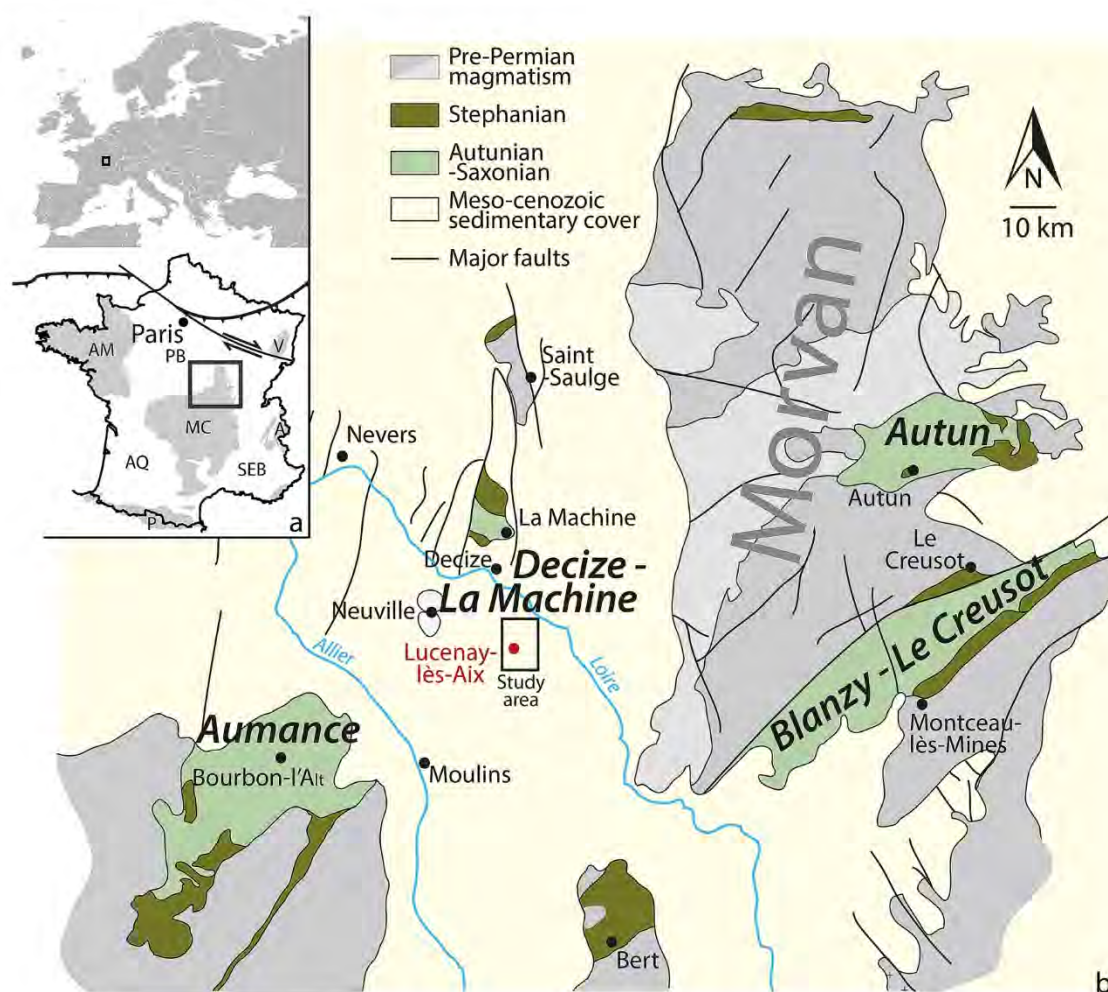 Pre-Permian
magmatism
Stephanian
Autunian
-Saxonian
Meso-cenozoic
sedimentary cover
Major faults
N
10 km
Paris
AM
PB
V
MC
A
AQ
SEB
P
a
Morvan
Saint
-Saulge
Nevers
La Machine
Decize
Decize -
La Machine
Neuville
Lucenay-
lès-Aix
Study
area
Allier
Loire
Autun
Autun
Le
Creusot
Blanzy - Le Creusot
Montceau-
lès-Mines
Aumance
Bourbon-l'Alt
Moulins
Bert
b